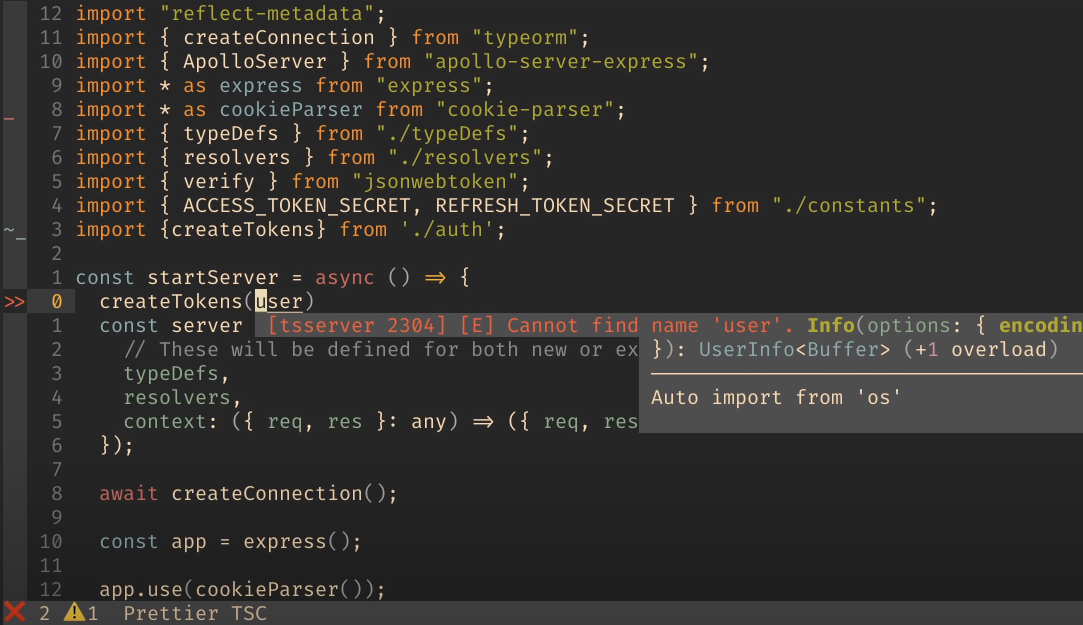 12 import "reflect-metadata";
11 import { createConnection } from "typeorm";
10 import { ApolloServer } from "apollo-server-express";
9 import * as express from "express";
8 import * as cookieParser from "cookie-parser";
7 import { typeDefs } from "./typeDefs";
6 import { resolvers } from "./resolvers";
5 import { verify } from "jsonwebtoken";
4 import { ACCESS_TOKEN_SECRET, REFRESH_TOKEN_SECRET } from "./constants";
~_ 3 import {createTokens} from './auth';
2
1 const startServer = async () => {
>> 0 createTokens(user)
1 const server [tsserver 2304] [E] Cannot find name 'user'. Info(options: { encodin
2 // These will be defined for both new or ex }): UserInfo<Buffer> (+1 overload)
3 typeDefs,
4 resolvers, Auto import from 'os'
5 context: ({ req, res }: any) => ({ req, res
6 });
7
8 await createConnection();
9
10 const app = express();
11
12 app.use(cookieParser());
2 1 Prettier TSC